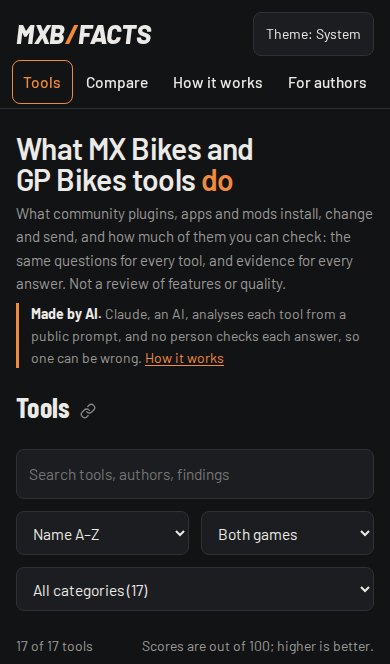 MXB/FACTS
Theme: System
Tools
Compare
How it works
For authors
What MX Bikes and
GP Bikes tools do
What community plugins, apps and mods install, change
and send, and how much of them you can check: the
same questions for every tool, and evidence for every
answer. Not a review of features or quality.
Made by AI. Claude, an AI, analyses each tool from a
public prompt, and no person checks each answer, so
one can be wrong. How it works
Tools
Search tools, authors, findings
Name A–Z
Both games
All categories (17)
17 of 17 tools
Scores are out of 100; higher is better.